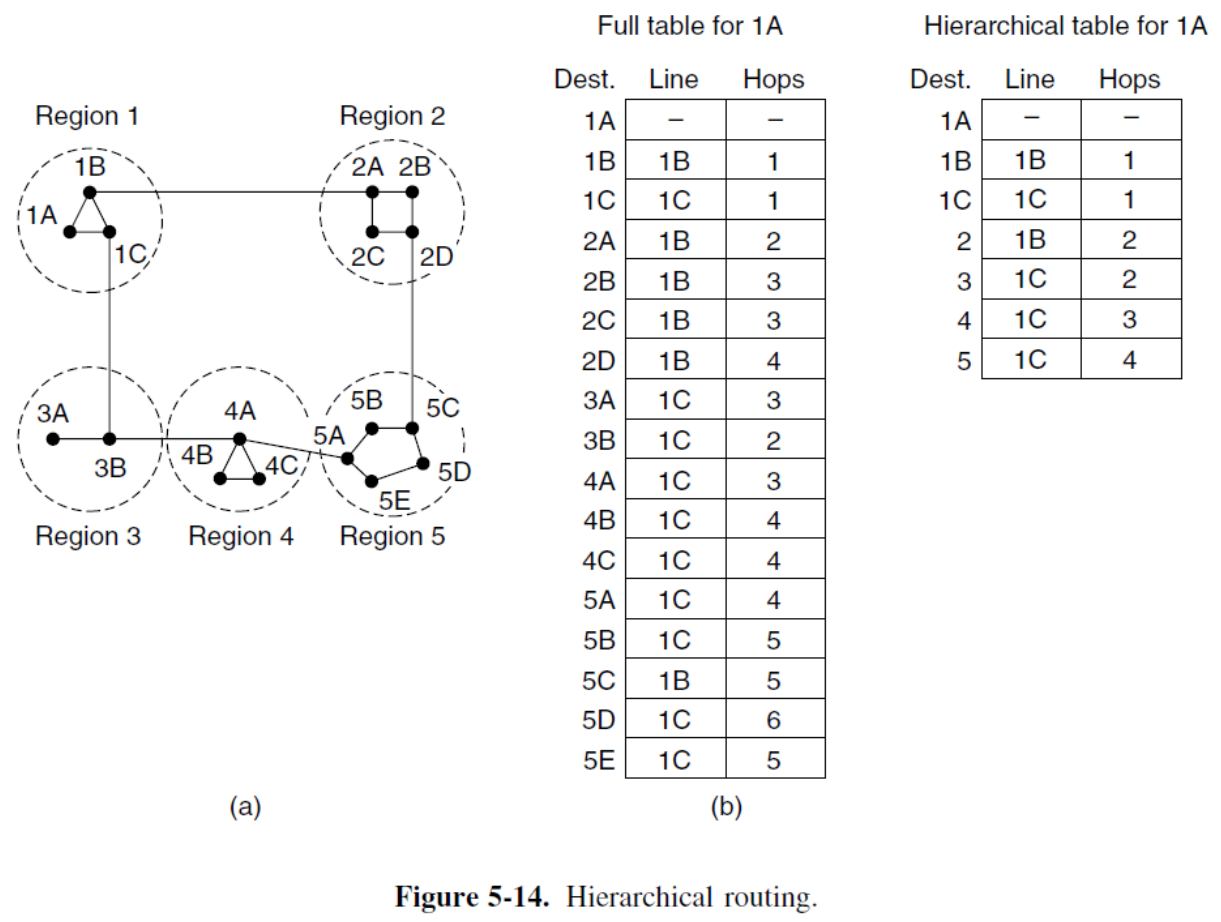 Full table for 1A
Hierarchical table for 1A
Dest. Line Hops
Dest. Line Hops
Region 1
Region 2
1B
1A
1C
2A 2B
2C 2D
3A
3B
4A
4B
4C
5A
5B
5C
5D
5E
Region 3
Region 4
Region 5
1A – –
1B 1B 1
1C 1C 1
2A 1B 2
2B 1B 3
2C 1B 3
2D 1B 4
3A 1C 3
3B 1C 2
4A 1C 3
4B 1C 4
4C 1C 4
5A 1C 4
5B 1C 5
5C 1B 5
5D 1C 6
5E 1C 5
1A – –
1B 1B 1
1C 1C 1
2 1B 2
3 1C 2
4 1C 3
5 1C 4
(a)
(b)
Figure 5-14. Hierarchical routing.